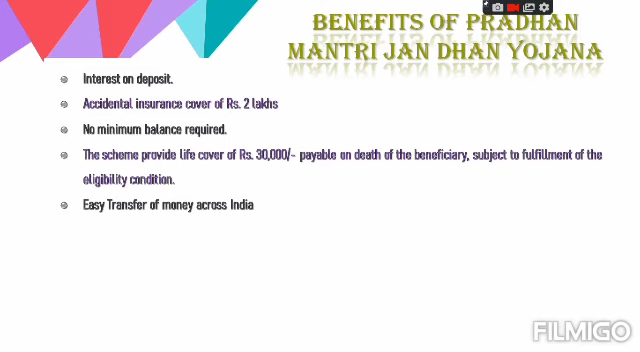 BENEFITS OF PRADHAN
MANTRI JAN DHAN YOJANA
Interest on deposit.
Accidental insurance cover of Rs. 2 lakhs
No minimum balance required.
The scheme provide life cover of Rs. 30,000/- payable on death of the beneficiary, subject to fulfillment of the
eligibility condition.
Easy Transfer of money across India
FILMIGO